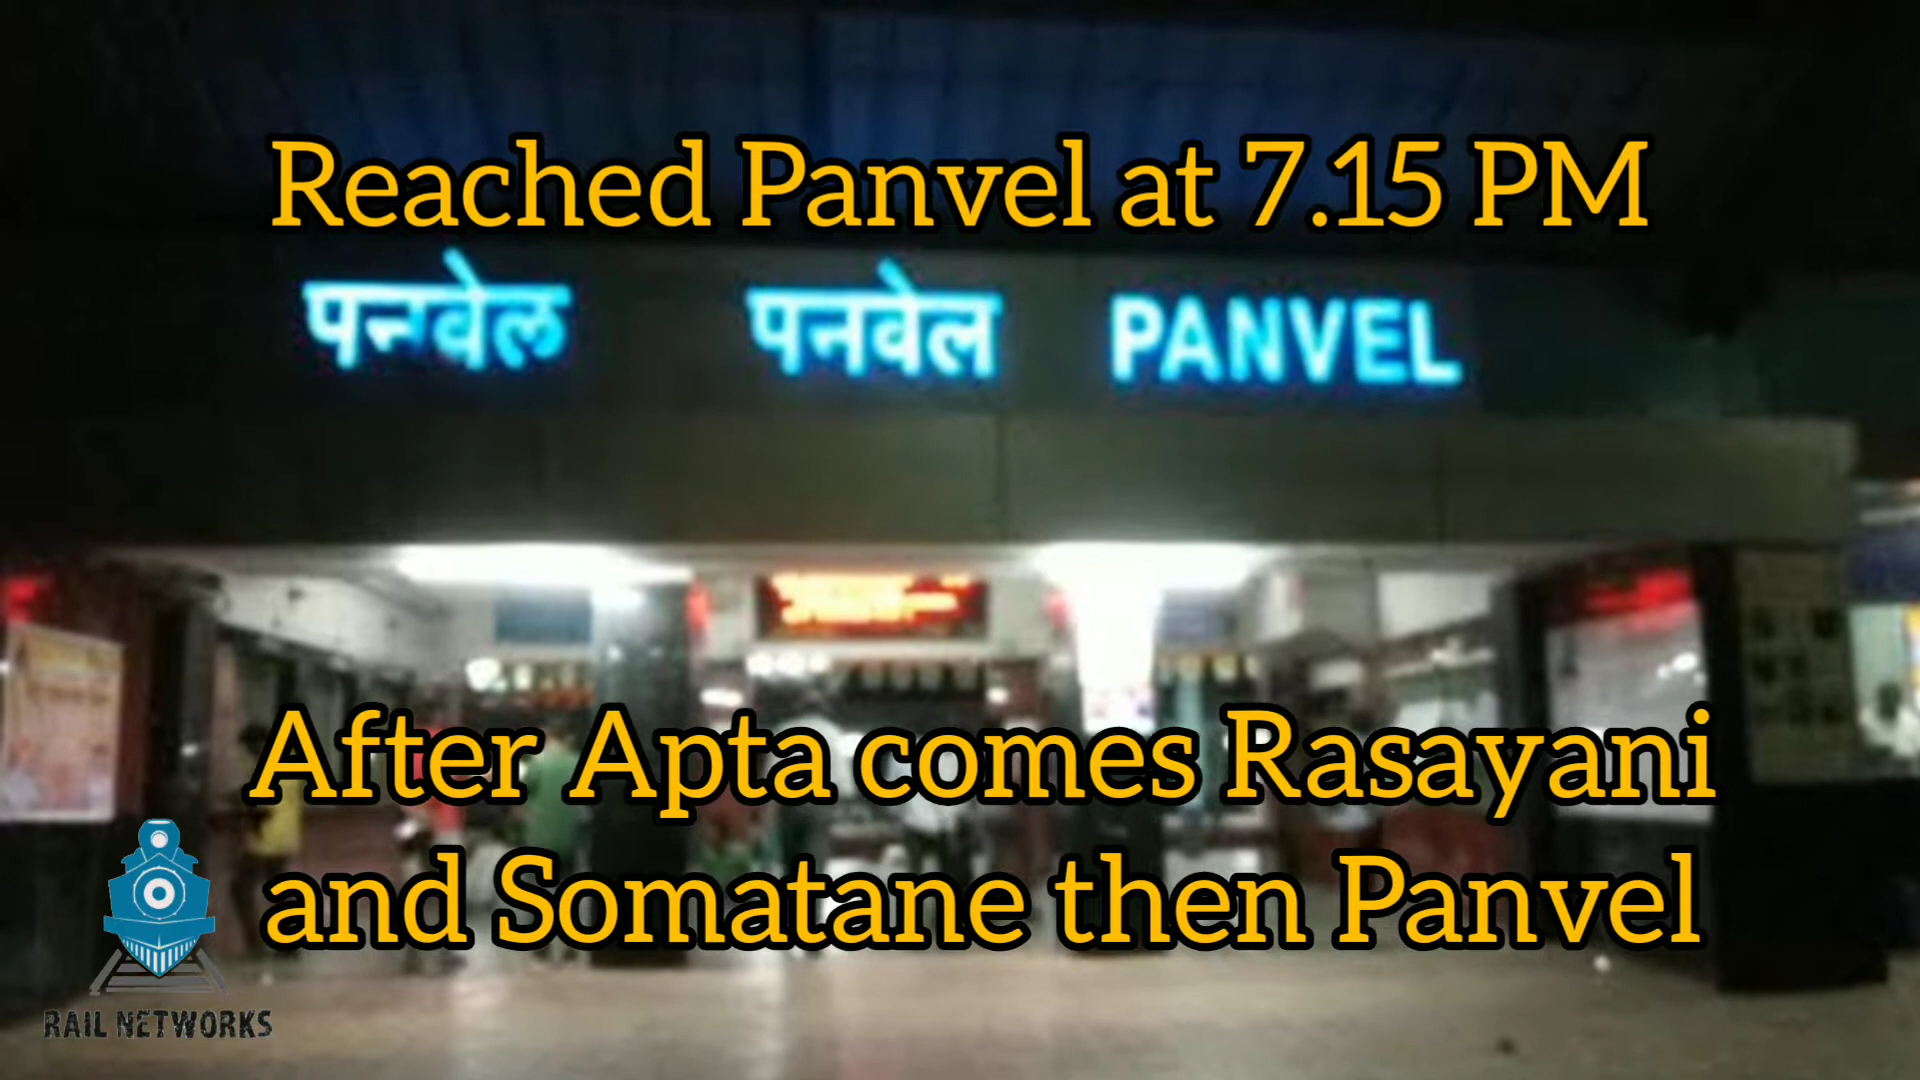 Reached Panvel at 7.15 PM
पनवेल पनवेल PANVEL
After Apta comes Rasayani
and Somatane then Panvel
RAIL NETWORKS